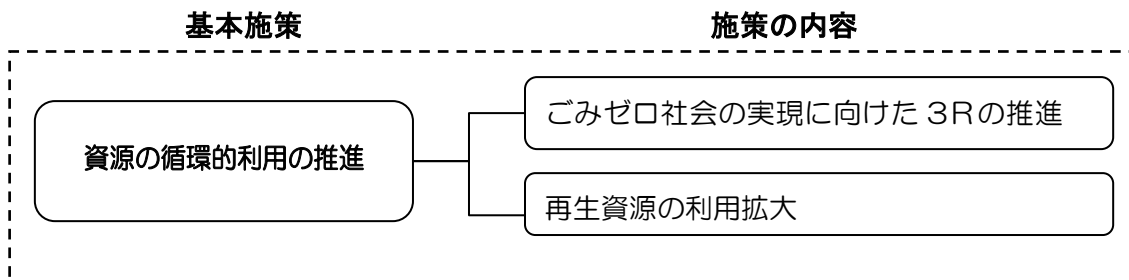 基本施策
施策の内容
資源の循環的利用の推進
ごみゼロ社会の実現に向けた3Rの推進
再生資源の利用拡大